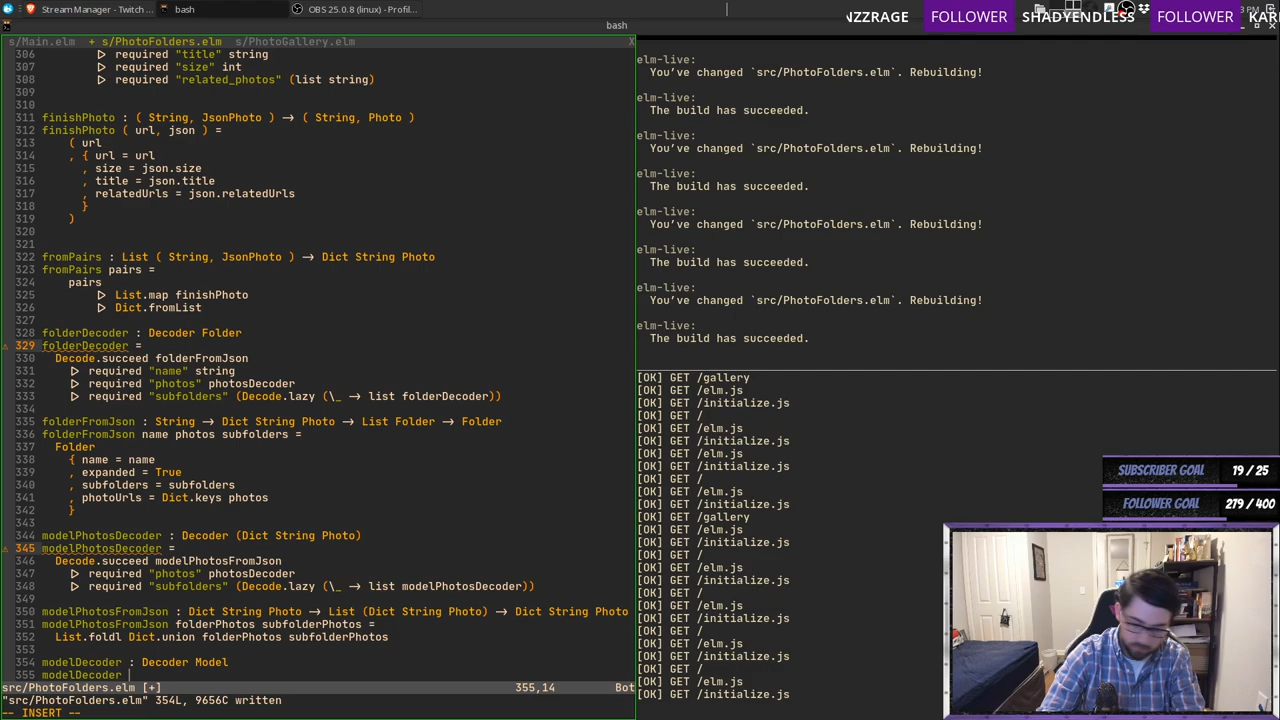 Stream Manager - Twitch ...
bash
OBS 25.0.8 (linux) - Profil...
NZZRAGE FOLLOWER SHADYENDLESS FOLLOWER KAR
bash
s/Main.elm + s/PhotoFolders.elm s/PhotoGallery.elm X
306 ▷ required "title" string
307 ▷ required "size" int
308 ▷ required "related_photos" (list string)
309
310
311 finishPhoto : ( String, JsonPhoto ) → ( String, Photo )
312 finishPhoto ( url, json ) =
313 ( url
314 , { url = url
315 , size = json.size
316 , title = json.title
317 , relatedUrls = json.relatedUrls
318 }
319 )
320
321
322 fromPairs : List ( String, JsonPhoto ) → Dict String Photo
323 fromPairs pairs =
324 pairs
325 ▷ List.map finishPhoto
326 ▷ Dict.fromList
327
328 folderDecoder : Decoder Folder
329 folderDecoder =
330 Decode.succeed folderFromJson
331 ▷ required "name" string
332 ▷ required "photos" photosDecoder
333 ▷ required "subfolders" (Decode.lazy (\_ → list folderDecoder))
334
335 folderFromJson : String → Dict String Photo → List Folder → Folder
336 folderFromJson name photos subfolders =
337 Folder
338 { name = name
339 , expanded = True
340 , subfolders = subfolders
341 , photoUrls = Dict.keys photos
342 }
343
344 modelPhotosDecoder : Decoder (Dict String Photo)
345 modelPhotosDecoder =
346 Decode.succeed modelPhotosFromJson
347 ▷ required "photos" photosDecoder
348 ▷ required "subfolders" (Decode.lazy (\_ → list modelPhotosDecoder))
349
350 modelPhotosFromJson : Dict String Photo → List (Dict String Photo) → Dict String Photo
351 modelPhotosFromJson folderPhotos subfolderPhotos =
352 List.foldl Dict.union folderPhotos subfolderPhotos
353
354 modelDecoder : Decoder Model
355 modelDecoder
src/PhotoFolders.elm [+] 355,14 Bot
"src/PhotoFolders.elm" 354L, 9656C written
-- INSERT --
elm-live:
You've changed `src/PhotoFolders.elm`. Rebuilding!
elm-live:
The build has succeeded.
elm-live:
You've changed `src/PhotoFolders.elm`. Rebuilding!
elm-live:
The build has succeeded.
elm-live:
You've changed `src/PhotoFolders.elm`. Rebuilding!
elm-live:
The build has succeeded.
elm-live:
You've changed `src/PhotoFolders.elm`. Rebuilding!
elm-live:
The build has succeeded.
[OK] GET /gallery
[OK] GET /elm.js
[OK] GET /initialize.js
[OK] GET /
[OK] GET /elm.js
[OK] GET /initialize.js
[OK] GET /elm.js
[OK] GET /initialize.js
[OK] GET /
[OK] GET /elm.js
[OK] GET /initialize.js
[OK] GET /gallery
[OK] GET /elm.js
[OK] GET /initialize.js
[OK] GET /
[OK] GET /elm.js
[OK] GET /initialize.js
[OK] GET /
[OK] GET /elm.js
[OK] GET /initialize.js
[OK] GET /
[OK] GET /elm.js
[OK] GET /initialize.js
[OK] GET /
[OK] GET /elm.js
[OK] GET /initialize.js
SUBSCRIBER GOAL 19 / 25
FOLLOWER GOAL 279 / 400